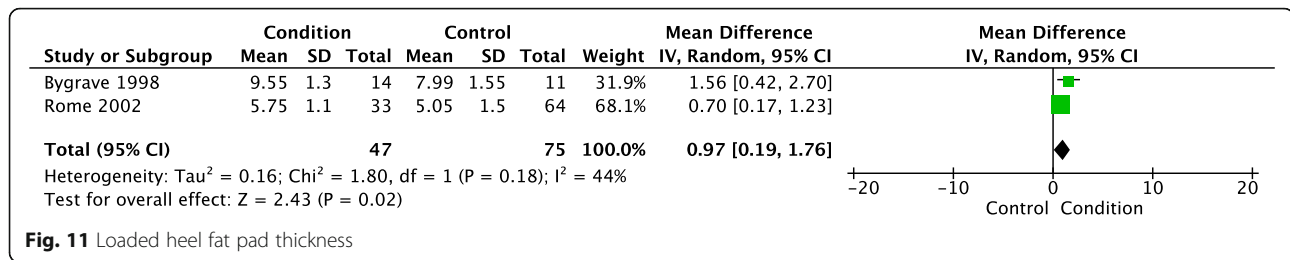 Condition Control Mean Difference Mean Difference
Study or Subgroup Mean SD Total Mean SD Total Weight IV, Random, 95% CI IV, Random, 95% CI
Bygrave 1998 9.55 1.3 14 7.99 1.55 11 31.9% 1.56 [0.42, 2.70]
Rome 2002 5.75 1.1 33 5.05 1.5 64 68.1% 0.70 [0.17, 1.23]
Total (95% CI) 47 75 100.0% 0.97 [0.19, 1.76]
Heterogeneity: Tau² = 0.16; Chi² = 1.80, df = 1 (P = 0.18); I² = 44%
Test for overall effect: Z = 2.43 (P = 0.02)
-20 -10 0 10 20
Control Condition
Fig. 11 Loaded heel fat pad thickness